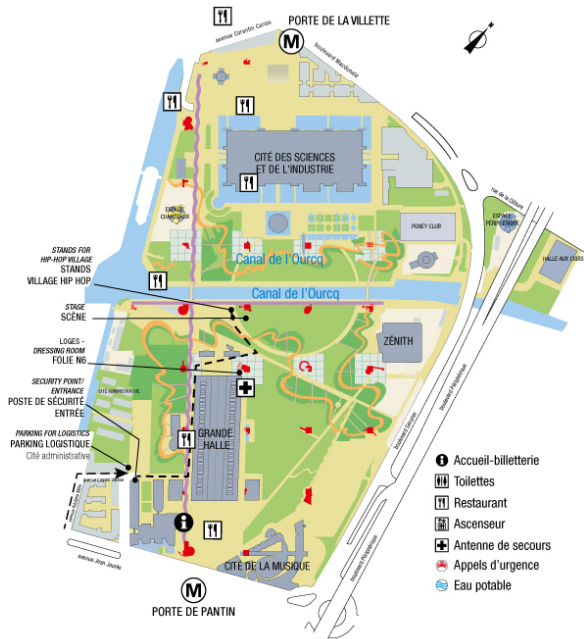 PORTE DE LA VILLETTE
M
avenue Corentin Cariou
boulevard Macdonald
CITÉ DES SCIENCES
ET DE L'INDUSTRIE
rue de la Clôture
ESPACE
CHAPITEAUX
PONEY CLUB
ESPACE
PÉRIPHÉRIQUE
HALLE AUX CUIRS
Canal de l'Ourcq
Canal de l'Ourcq
STANDS FOR
HIP-HOP VILLAGE
STANDS
VILLAGE HIP HOP
STAGE
SCÈNE
ZÉNITH
LOGES –
DRESSING ROOM
FOLIE N6
SECURITY POINT/
ENTRANCE
POSTE DE SÉCURITÉ
ENTRÉE
CITÉ ADMINISTRATIVE
boulevard Périphérique
boulevard Sérurier
GRANDE
HALLE
PARKING FOR LOGISTICS
PARKING LOGISTIQUE
Cité administrative
i
CITÉ DE LA MUSIQUE
avenue Jean Jaurès
boulevard Périphérique
M
PORTE DE PANTIN
i Accueil-billetterie
Toilettes
Restaurant
Ascenseur
Antenne de secours
Appels d'urgence
Eau potable